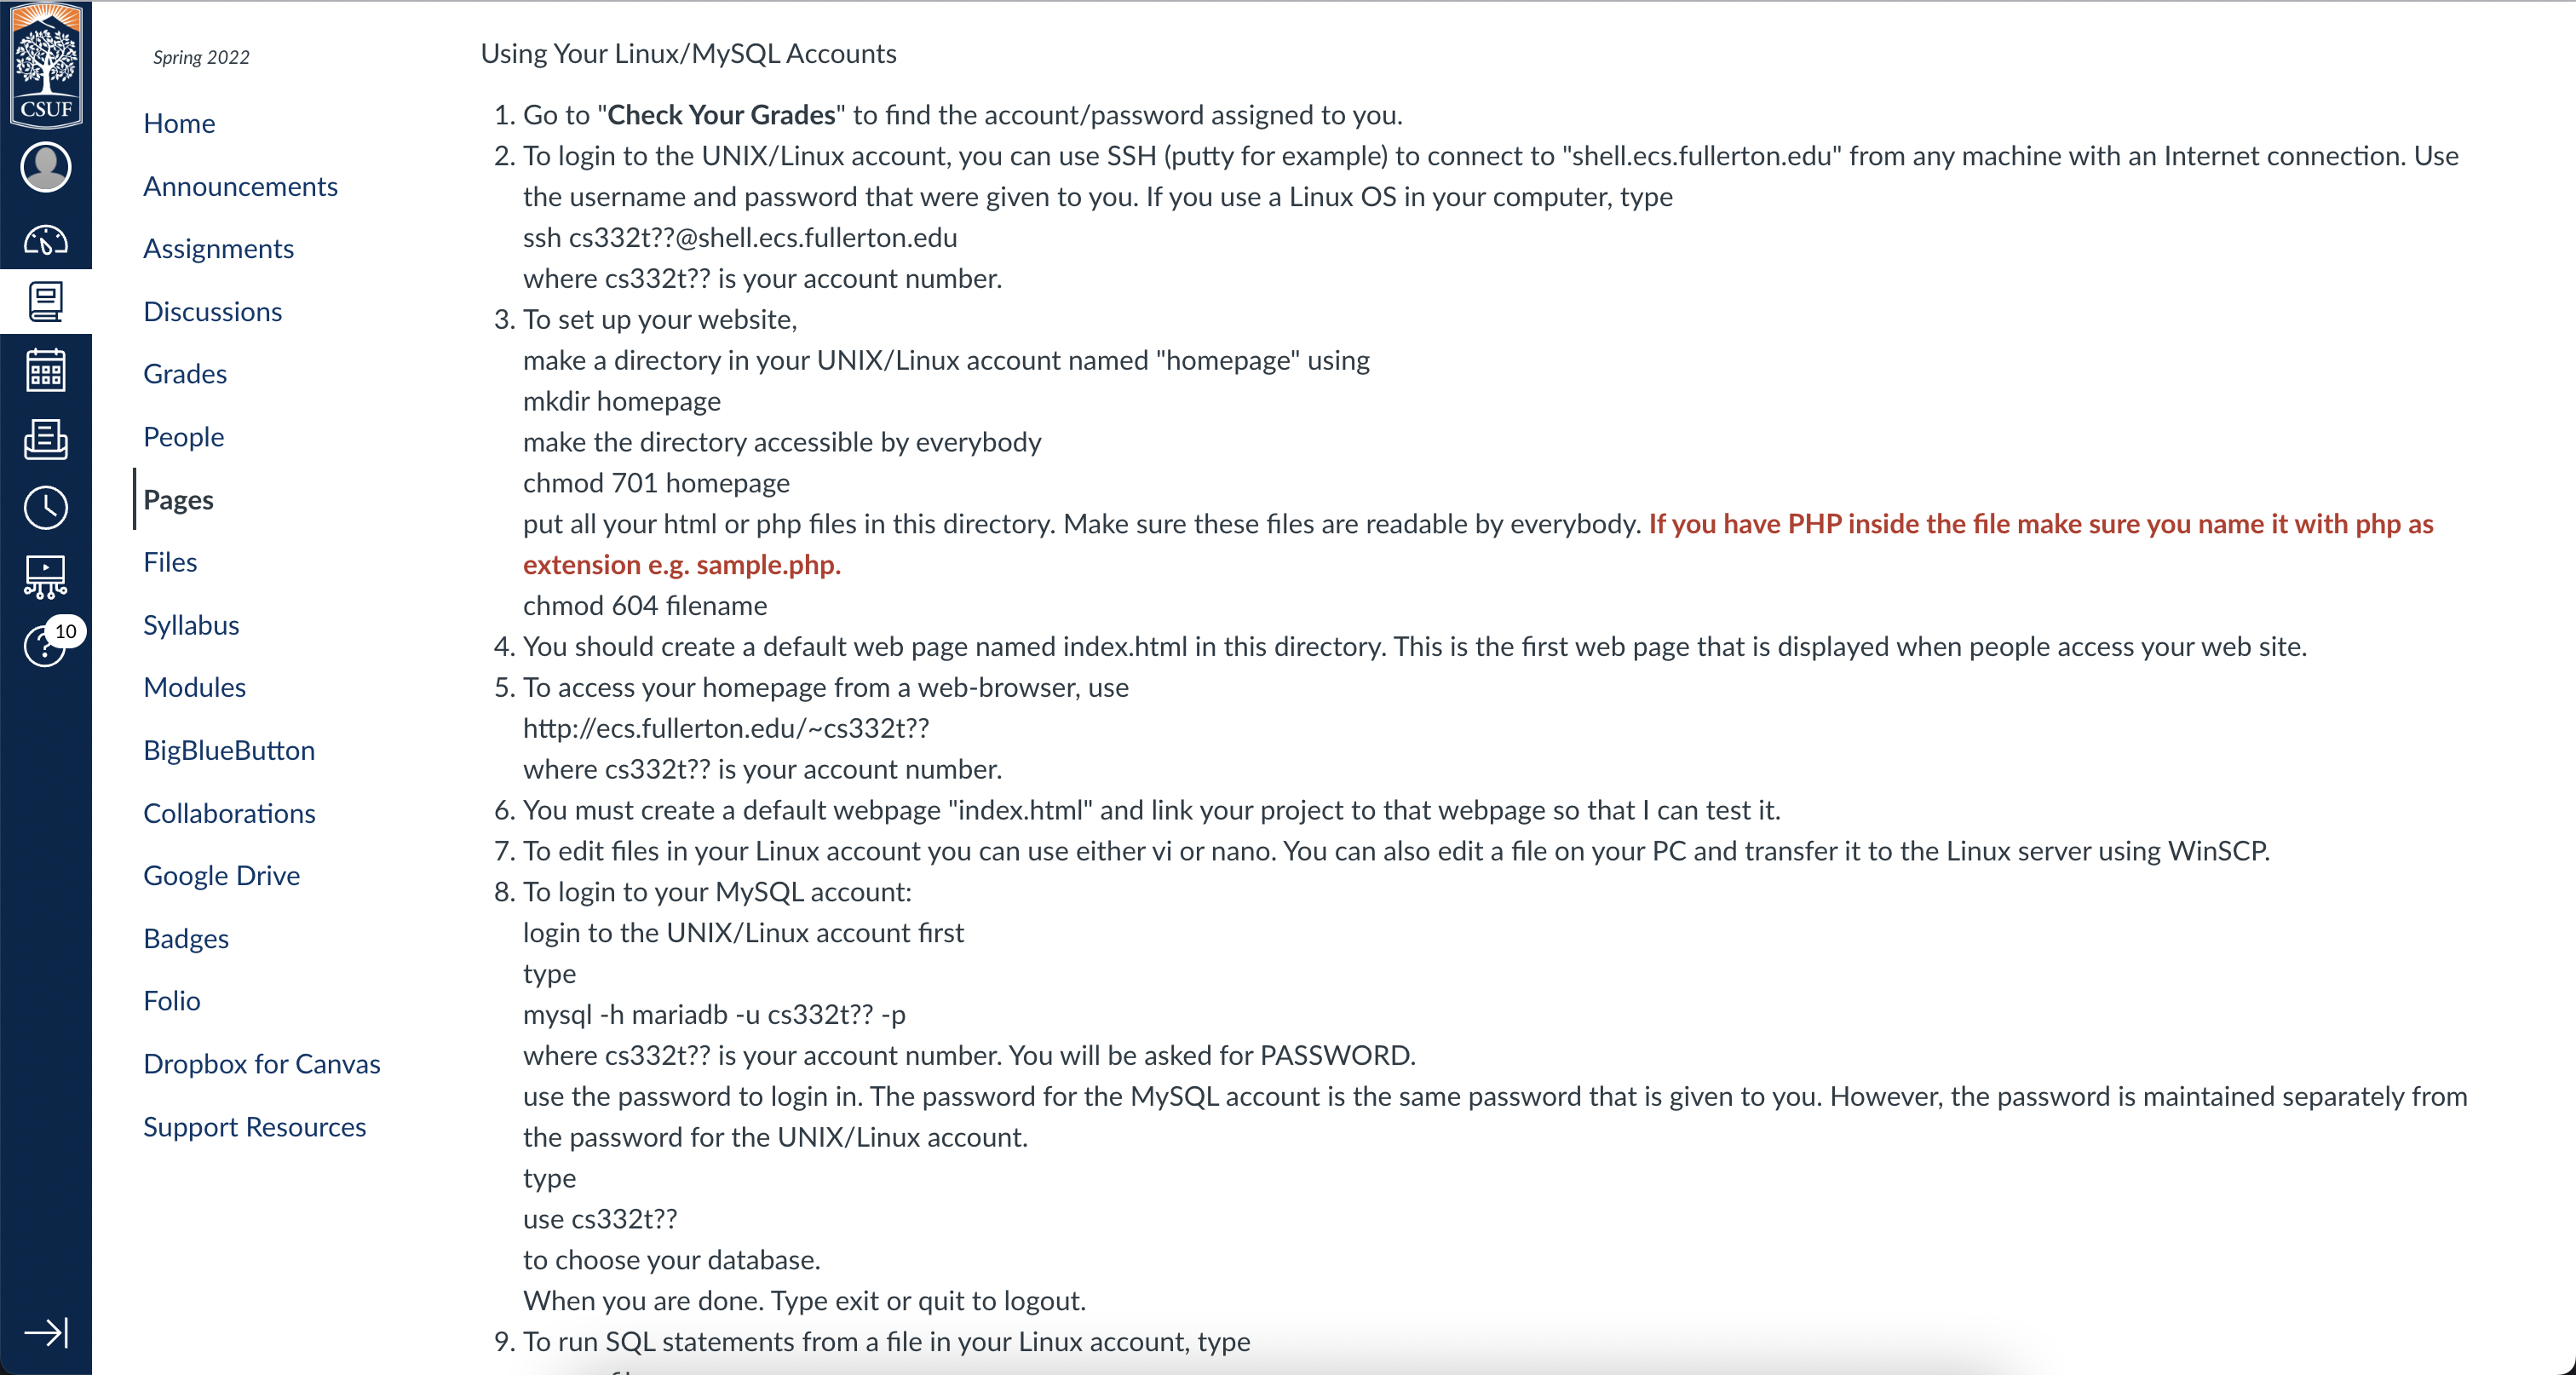 CSUF
10
Spring 2022
Home
Announcements
Assignments
Discussions
Grades
People
Pages
Files
Syllabus
Modules
BigBlueButton
Collaborations
Google Drive
Badges
Folio
Dropbox for Canvas
Support Resources
Using Your Linux/MySQL Accounts
1. Go to "Check Your Grades" to find the account/password assigned to you.
2. To login to the UNIX/Linux account, you can use SSH (putty for example) to connect to "shell.ecs.fullerton.edu" from any machine with an Internet connection. Use
the username and password that were given to you. If you use a Linux OS in your computer, type
ssh cs332t??@shell.ecs.fullerton.edu
where cs332t?? is your account number.
3. To set up your website,
make a directory in your UNIX/Linux account named "homepage" using
mkdir homepage
make the directory accessible by everybody
chmod 701 homepage
put all your html or php files in this directory. Make sure these files are readable by everybody. If you have PHP inside the file make sure you name it with php as
extension e.g. sample.php.
chmod 604 filename
4. You should create a default web page named index.html in this directory. This is the first web page that is displayed when people access your web site.
5. To access your homepage from a web-browser, use
http://ecs.fullerton.edu/~cs332t??
where cs332t?? is your account number.
6. You must create a default webpage "index.html" and link your project to that webpage so that I can test it.
7. To edit files in your Linux account you can use either vi or nano. You can also edit a file on your PC and transfer it to the Linux server using WinSCP.
8. To login to your MySQL account:
login to the UNIX/Linux account first
type
mysql -h mariadb -u cs332t?? -p
where cs332t?? is your account number. You will be asked for PASSWORD.
use the password to login in. The password for the MySQL account is the same password that is given to you. However, the password is maintained separately from
the password for the UNIX/Linux account.
type
use cs332t??
to choose your database.
When you are done. Type exit or quit to logout.
9. To run SQL statements from a file in your Linux account, type